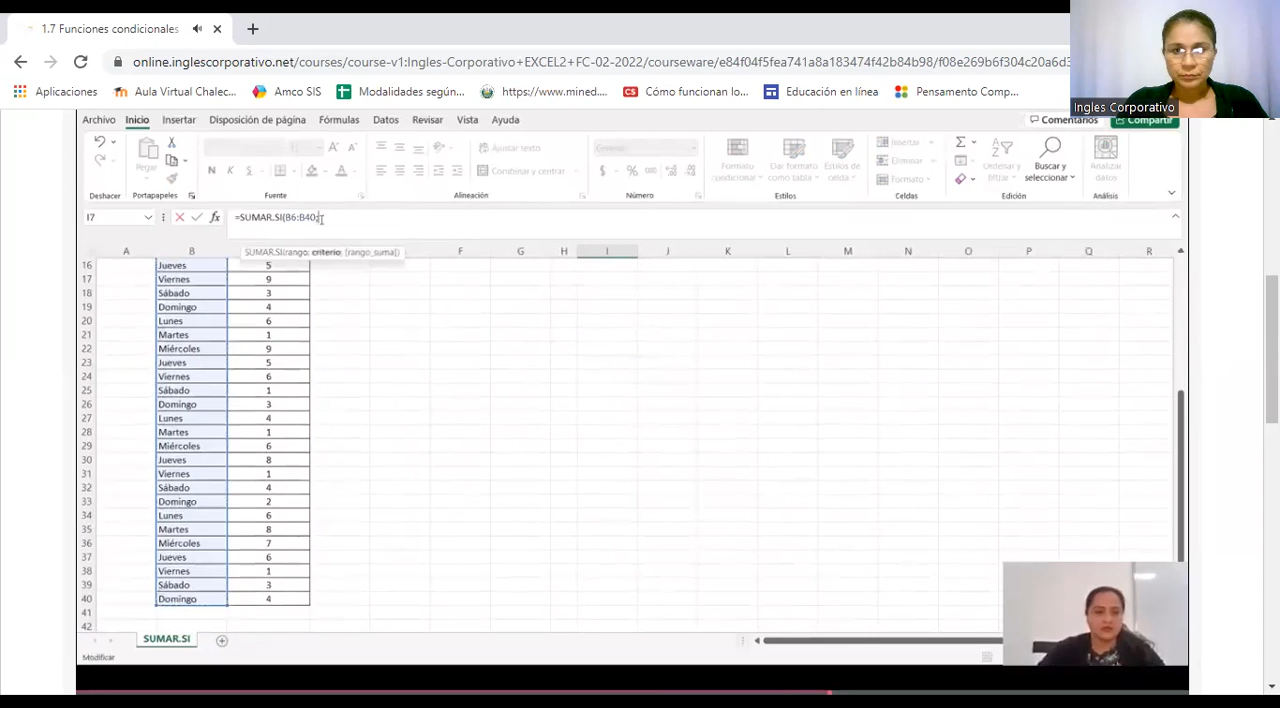 1.7 Funciones condicionales
online.inglescorporativo.net/courses/course-v1:Ingles-Corporativo+EXCEL2+FC-02-2022/courseware/e84f04f5fea741a8a183474f42b84b98/f08e269b6f304c20a6d3
Aplicaciones Aula Virtual Chalec... Amco SIS Modalidades según... https://www.mined... Cómo funciona lo... Educación en línea Pensamento Comp...
Ingles Corporativo
Archivo Inicio Insertar Disposición de página Fórmulas Datos Revisar Vista Ayuda Comentarios Compartir
Pegar
N K S
Ajustar texto
Combinar y centrar
General
$ % 000
Formato condicional
Dar formato como tabla
Estilos de celda
Insertar
Eliminar
Formato
Ordenar y filtrar
Buscar y seleccionar
Analizar datos
Deshacer Portapapeles Fuente Alineación Número Estilos Celdas Edición Análisis
I7 fx =SUMAR.SI(B6:B40;
SUMAR.SI(rango; criterio; [rango_suma])
A B F G H I J K L M N O P Q R
16 Jueves 5
17 Viernes 9
18 Sábado 3
19 Domingo 4
20 Lunes 6
21 Martes 1
22 Miércoles 9
23 Jueves 5
24 Viernes 6
25 Sábado 1
26 Domingo 3
27 Lunes 4
28 Martes 1
29 Miércoles 6
30 Jueves 8
31 Viernes 1
32 Sábado 4
33 Domingo 2
34 Lunes 6
35 Martes 8
36 Miércoles 7
37 Jueves 6
38 Viernes 1
39 Sábado 3
40 Domingo 4
41
42
SUMAR.SI
Modificar